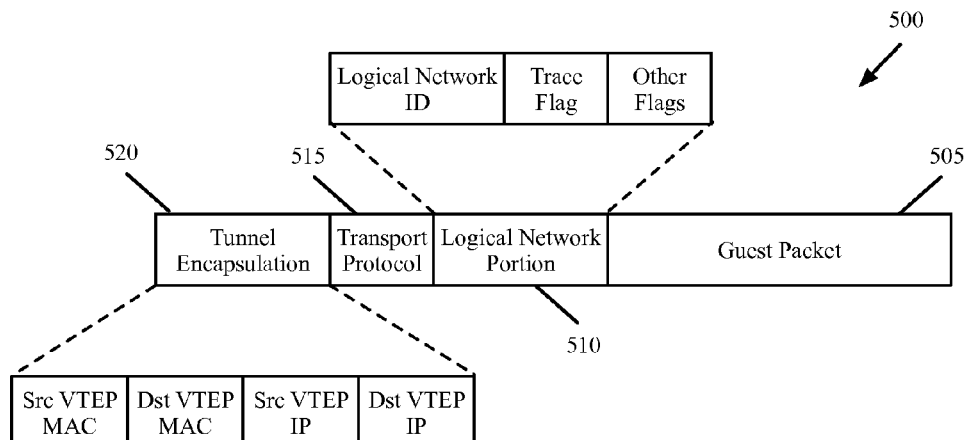 500
Logical Network
ID
Trace
Flag
Other
Flags
520
515
505
Tunnel
Encapsulation
Transport
Protocol
Logical Network
Portion
Guest Packet
510
Src VTEP
MAC
Dst VTEP
MAC
Src VTEP
IP
Dst VTEP
IP